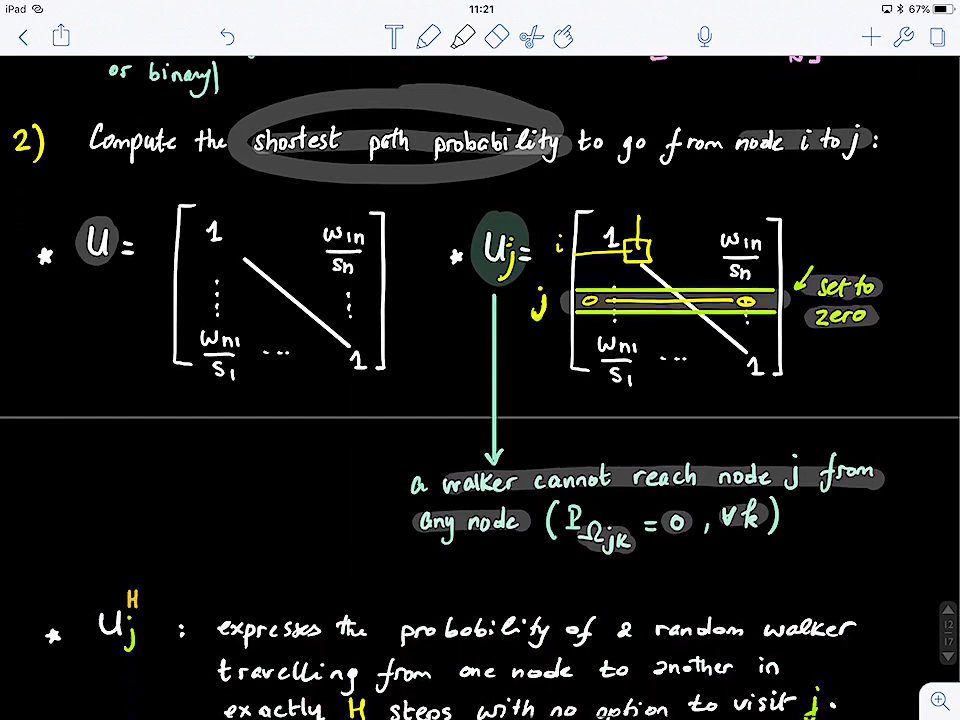 iPad 11:21 67%
or binary)
2) Compute the shortest path probability to go from node i to j :
* U = [ 1 w1n/sn wn1/s1 ... 1 ]
* Uj = i j [ 1 w1n/sn 0 0 wn1/s1 ... 1 ] set to
zero
a walker cannot reach node j from
any node ( P Ωjk = 0 , ∀k )
* Uj^H : expresses the probability of a random walker
travelling from one node to another in
exactly H steps with no option to visit j.
12
17